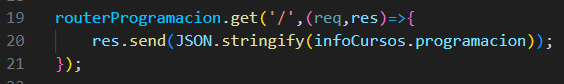 19 routerProgramacion.get('/',(req,res)=>{
20 res.send(JSON.stringify(infoCursos.programacion));
21 });